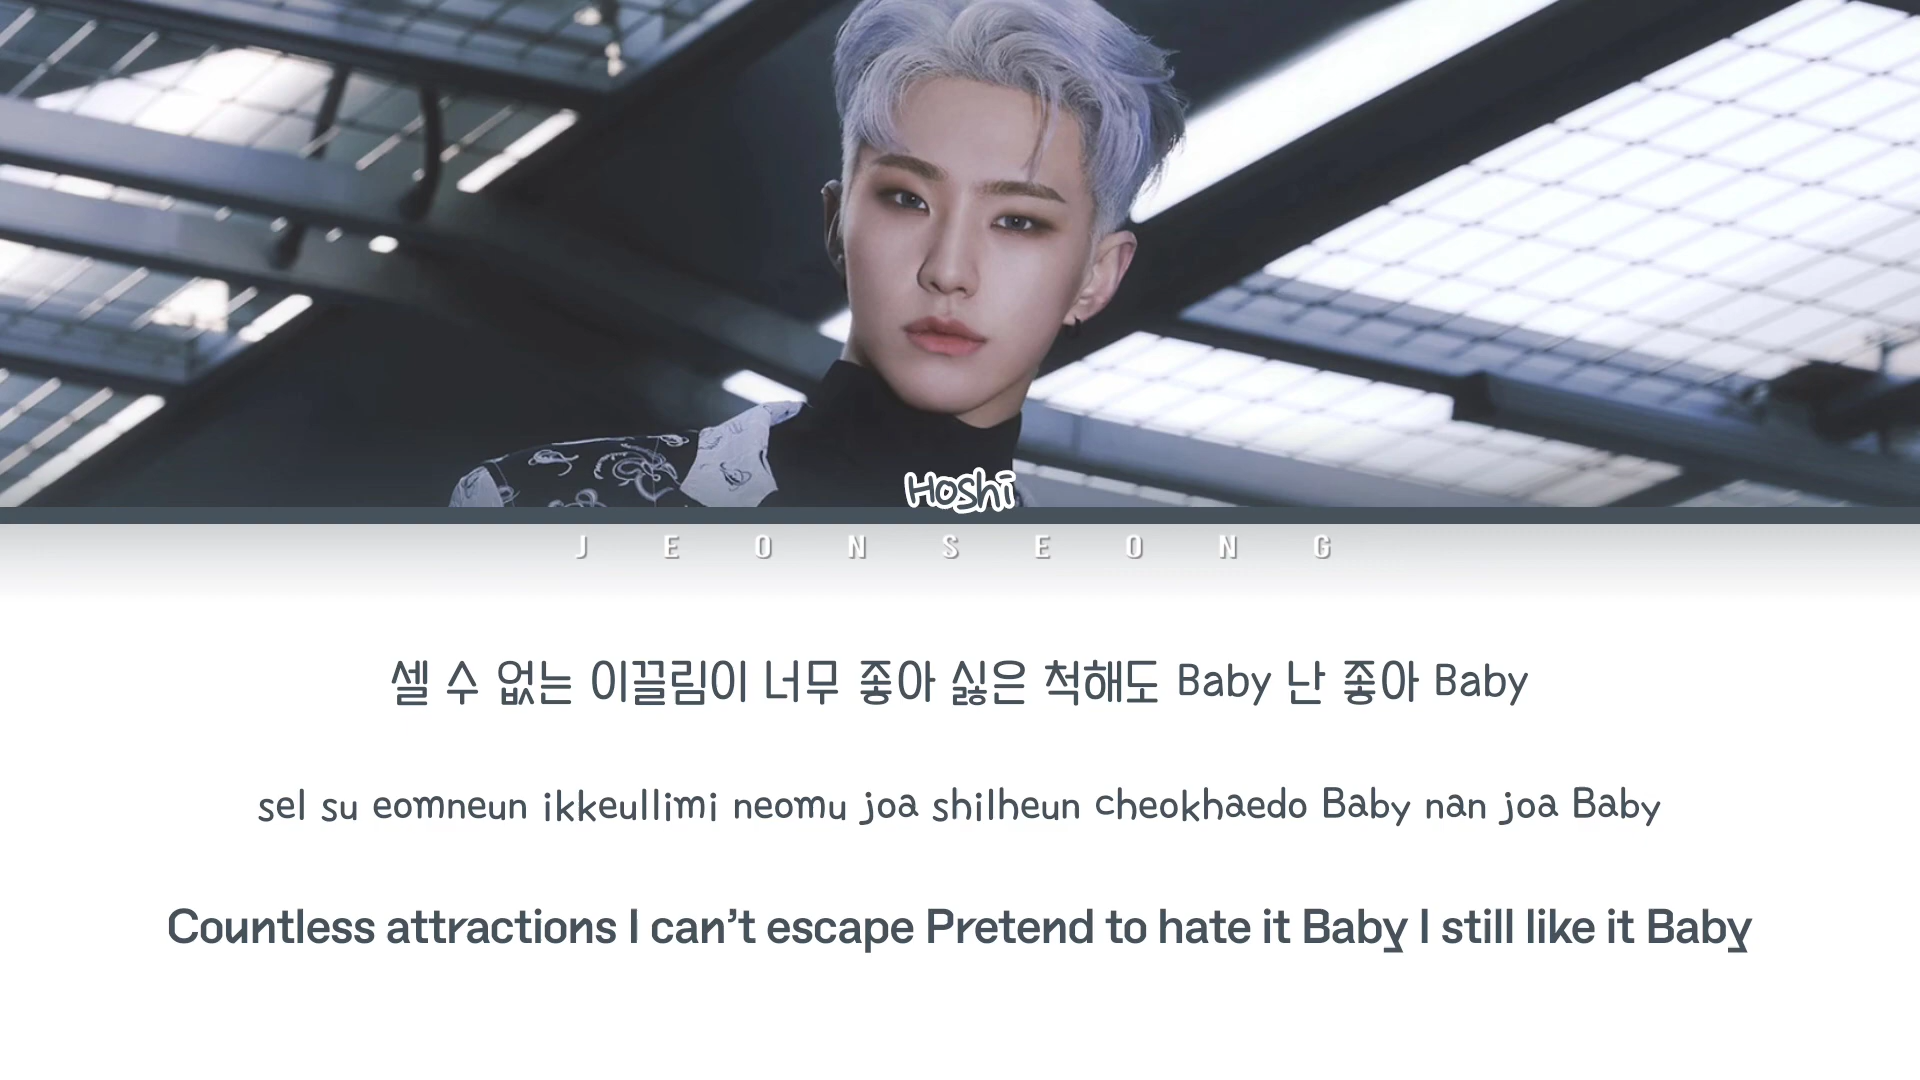 Hoshi
J E O N S E O N G
셀 수 없는 이끌림이 너무 좋아 싫은 척해도 Baby 난 좋아 Baby
sel su eomneun ikkeullimi neomu joa shilheun cheokhaedo Baby nan joa Baby
Countless attractions I can’t escape Pretend to hate it Baby I still like it Baby